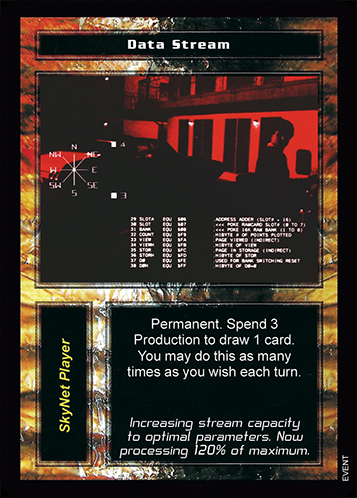 Data Stream
N
NW NE
W E
SW SE
S
4
3
29 SLOTA EQU $06 ;ADDRESS ADDER (SLOT# * 16)
30 SLOT EQU $07 ;<<< POKE RAMCARD SLOT# (0 TO 7)
31 BANK EQU $08 ;<<< POKE 16K RAM BANK (1 TO 8)
32 COUNT EQU $F9 ;HIBYTE # OF POINTS PLOTTED
33 VIEW EQU $FA ;PAGE VIEWED (INDIRECT)
34 VIEWH EQU $FB ;HIBYTE OF VIEW
35 STOR EQU $FC ;PAGE IN STORAGE (INDIRECT)
36 STORH EQU $FD ;HIBYTE OF STOR
37 D0 EQU $FE ;USED FOR BANK SWITCHING RESET
38 D0H EQU $FF ;HIBYTE OF D0=0
SkyNet Player
Permanent. Spend 3
Production to draw 1 card.
You may do this as many
times as you wish each turn.
Increasing stream capacity
to optimal parameters. Now
processing 120% of maximum.
EVENT